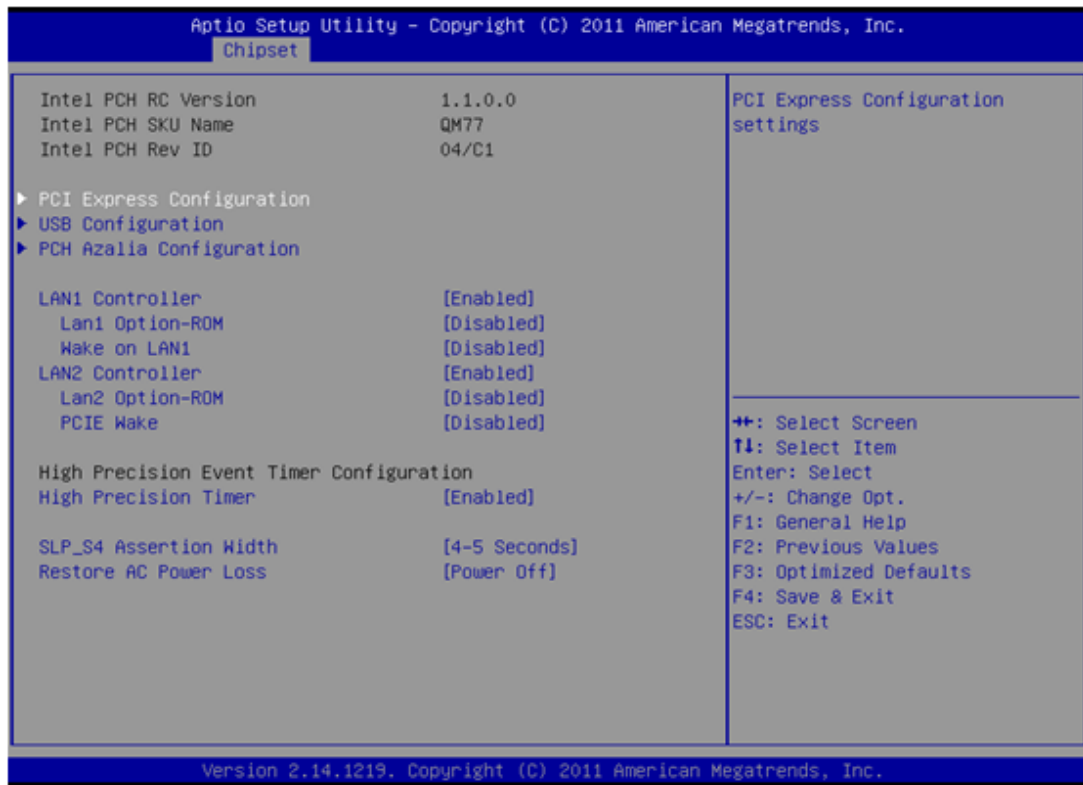 Aptio Setup Utility – Copyright (C) 2011 American Megatrends, Inc.
Chipset
Intel PCH RC Version 1.1.0.0
Intel PCH SKU Name QM77
Intel PCH Rev ID 04/C1
PCI Express Configuration
USB Configuration
PCH Azalia Configuration
LAN1 Controller [Enabled]
Lan1 Option-ROM [Disabled]
Wake on LAN1 [Disabled]
LAN2 Controller [Enabled]
Lan2 Option-ROM [Disabled]
PCIE Wake [Disabled]
High Precision Event Timer Configuration
High Precision Timer [Enabled]
SLP_S4 Assertion Width [4-5 Seconds]
Restore AC Power Loss [Power Off]
PCI Express Configuration
settings
→←: Select Screen
↑↓: Select Item
Enter: Select
+/-: Change Opt.
F1: General Help
F2: Previous Values
F3: Optimized Defaults
F4: Save & Exit
ESC: Exit
Version 2.14.1219. Copyright (C) 2011 American Megatrends, Inc.